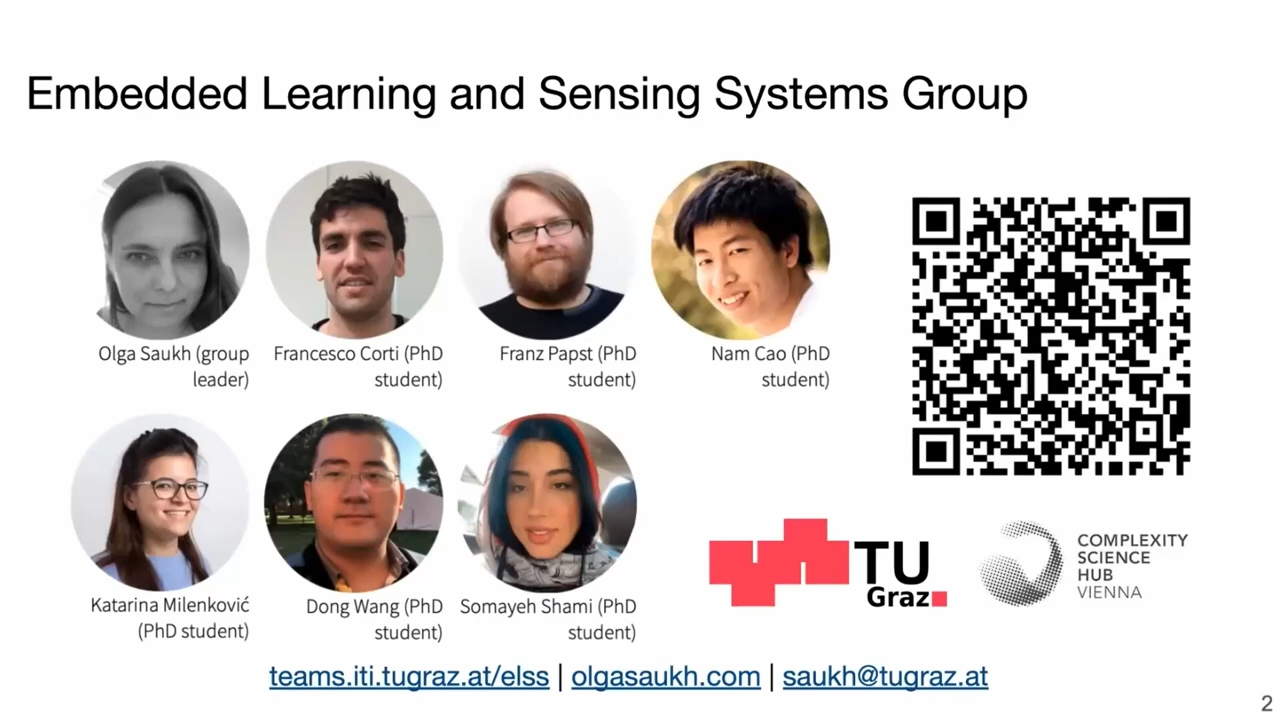 Embedded Learning and Sensing Systems Group
Olga Saukh (group
leader)
Francesco Corti (PhD
student)
Franz Papst (PhD
student)
Nam Cao (PhD
student)
Katarina Milenković
(PhD student)
Dong Wang (PhD
student)
Somayeh Shami (PhD
student)
TU
Graz
COMPLEXITY
SCIENCE
HUB
VIENNA
teams.iti.tugraz.at/elss | olgasaukh.com | saukh@tugraz.at
2